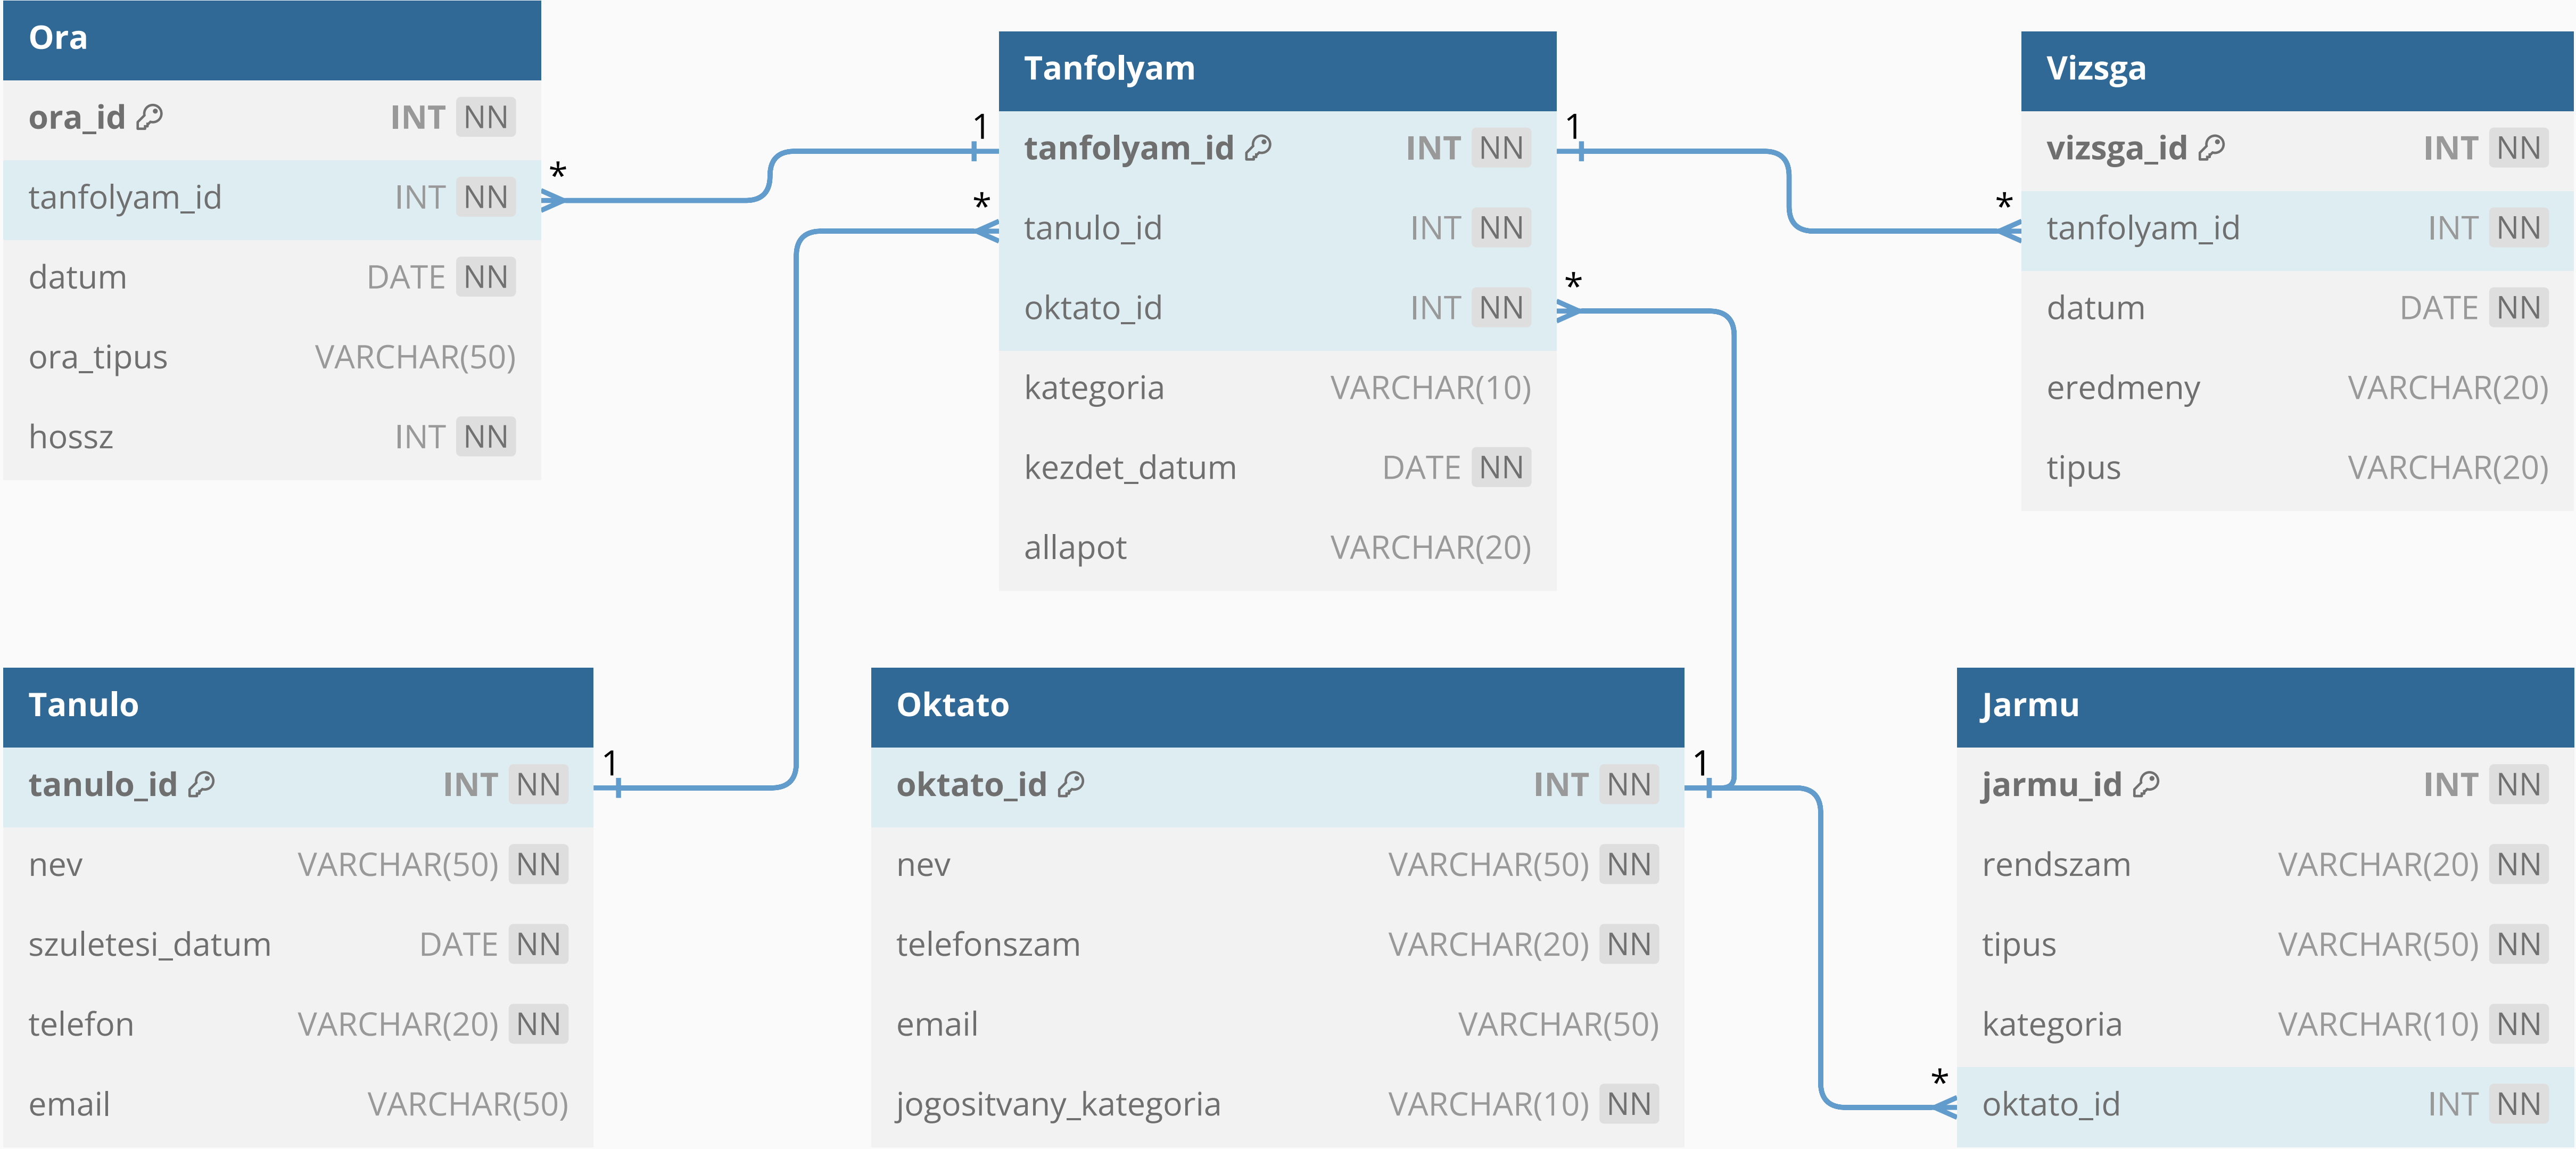 Ora
ora_id INT NN
tanfolyam_id INT NN
datum DATE NN
ora_tipus VARCHAR(50)
hossz INT NN
*
1
*
Tanfolyam
tanfolyam_id INT NN
tanulo_id INT NN
oktato_id INT NN
kategoria VARCHAR(10)
kezdet_datum DATE NN
allapot VARCHAR(20)
1
*
*
Vizsga
vizsga_id INT NN
tanfolyam_id INT NN
datum DATE NN
eredmeny VARCHAR(20)
tipus VARCHAR(20)
Tanulo
tanulo_id INT NN
nev VARCHAR(50) NN
szuletesi_datum DATE NN
telefon VARCHAR(20) NN
email VARCHAR(50)
1
Oktato
oktato_id INT NN
nev VARCHAR(50) NN
telefonszam VARCHAR(20) NN
email VARCHAR(50)
jogositvany_kategoria VARCHAR(10) NN
1
*
Jarmu
jarmu_id INT NN
rendszam VARCHAR(20) NN
tipus VARCHAR(50) NN
kategoria VARCHAR(10) NN
oktato_id INT NN